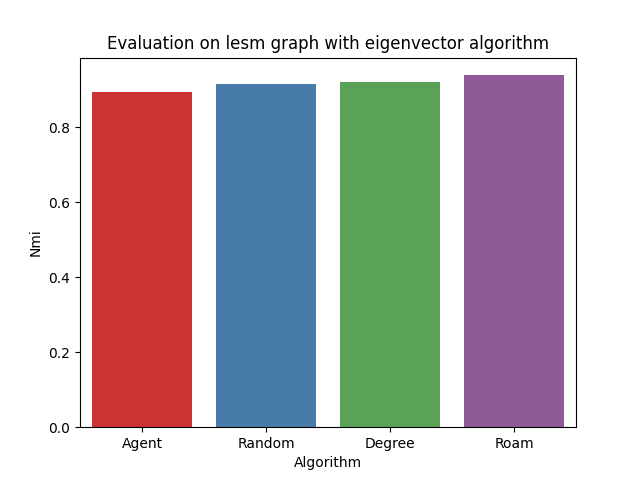 Evaluation on lesm graph with eigenvector algorithm
Nmi
0.8
0.6
0.4
0.2
0.0
Agent Random Degree Roam
Algorithm